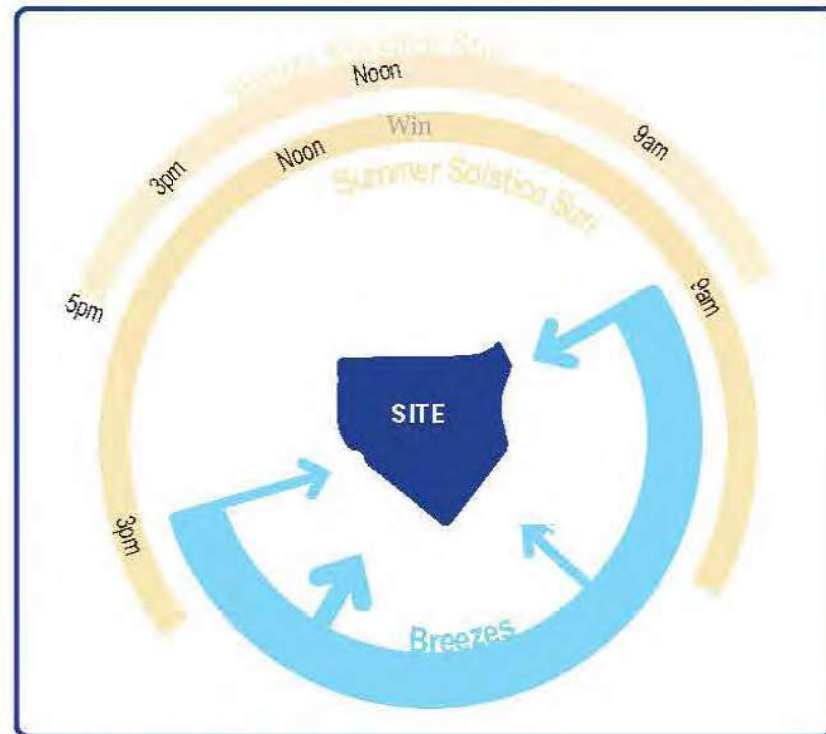 Noon
Win
9am
Noon
3pm
Summer Solstice Sun
9am
5pm
SITE
3pm
Breezes